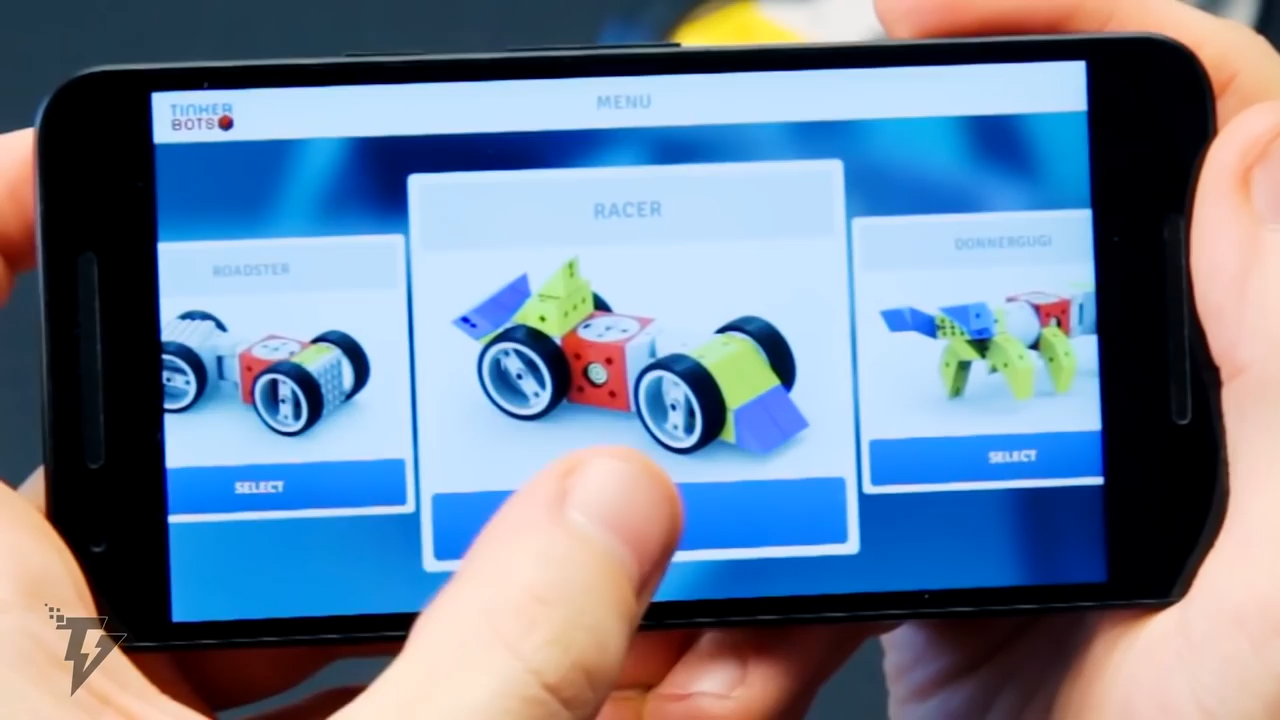 TINKER
BOTS
MENU
ROADSTER
RACER
DONNERGUGI
SELECT
SELECT